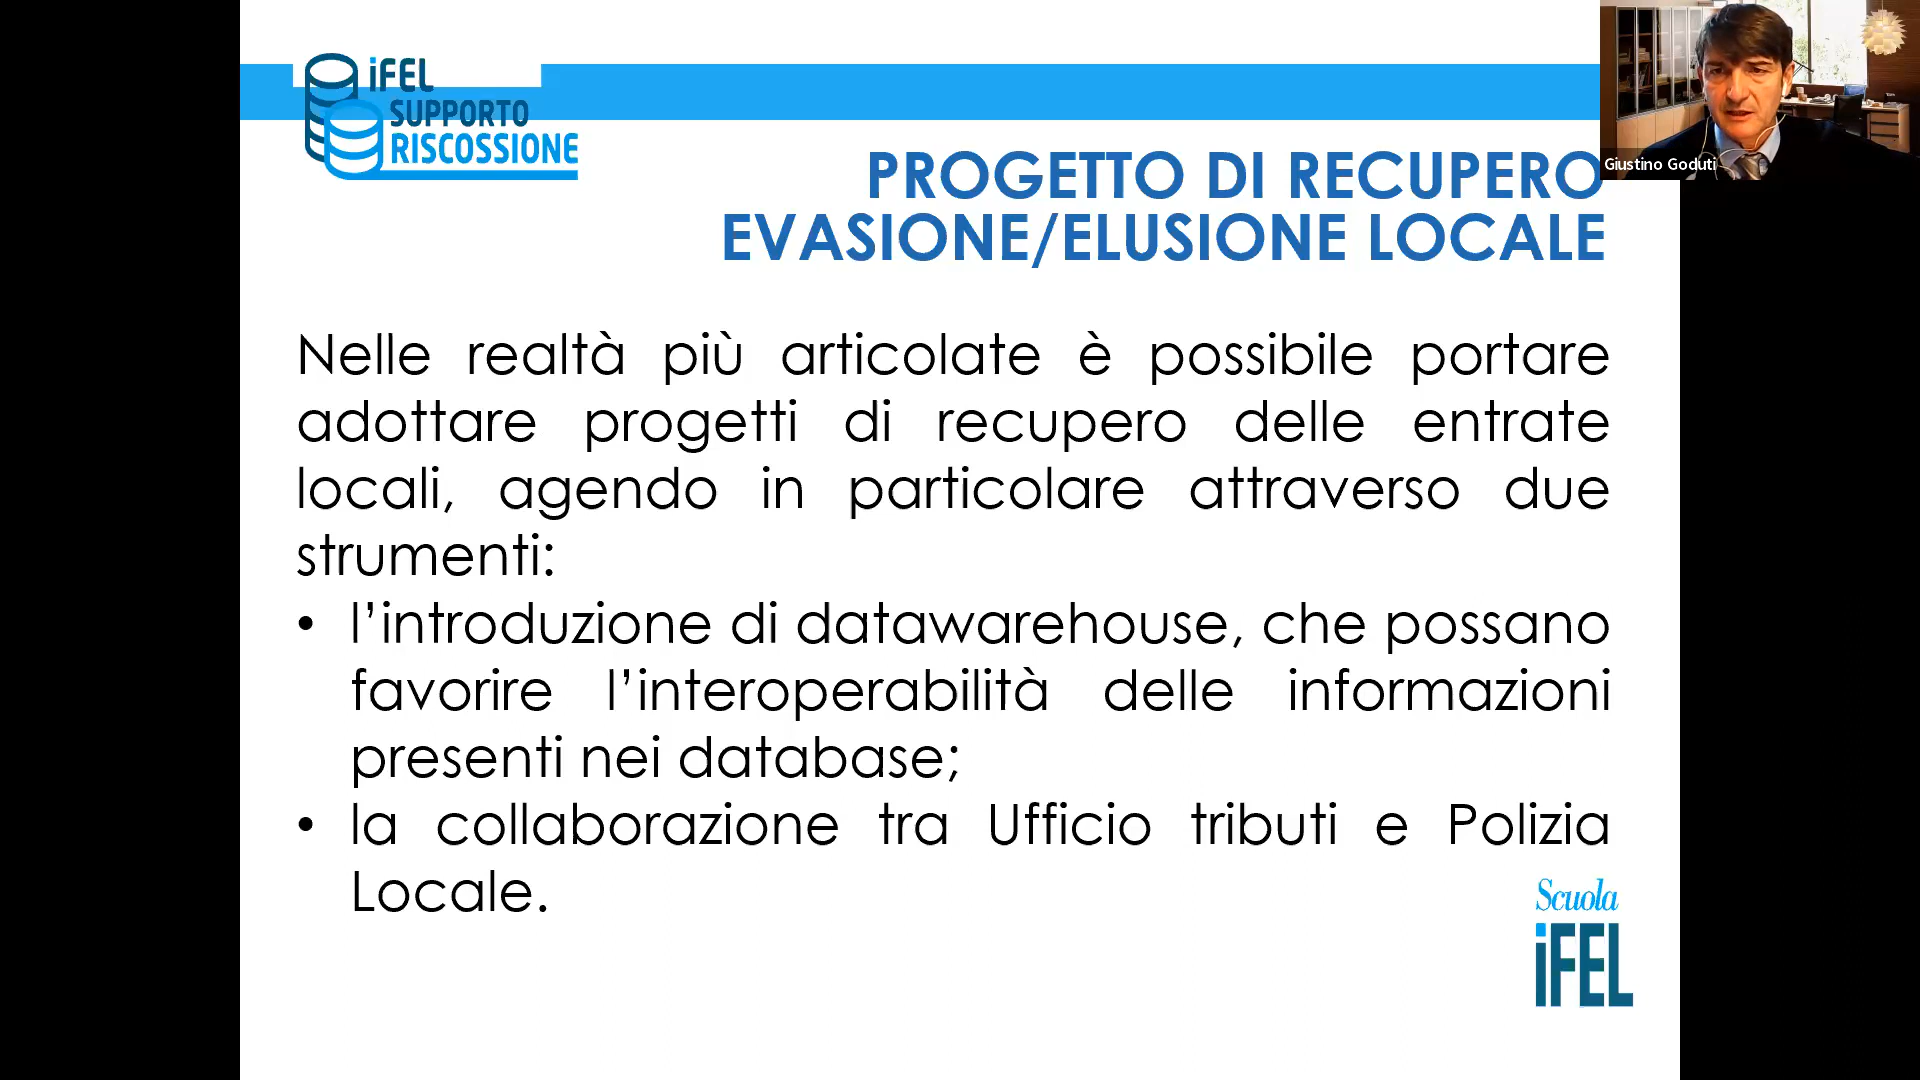 iFEL
SUPPORTO
RISCOSSIONE
Giustino Goduti
PROGETTO DI RECUPERO
EVASIONE/ELUSIONE LOCALE
Nelle realtà più articolate è possibile portare
adottare progetti di recupero delle entrate
locali, agendo in particolare attraverso due
strumenti:
• l’introduzione di datawarehouse, che possano
favorire l’interoperabilità delle informazioni
presenti nei database;
• la collaborazione tra Ufficio tributi e Polizia
Locale.
Scuola
iFEL